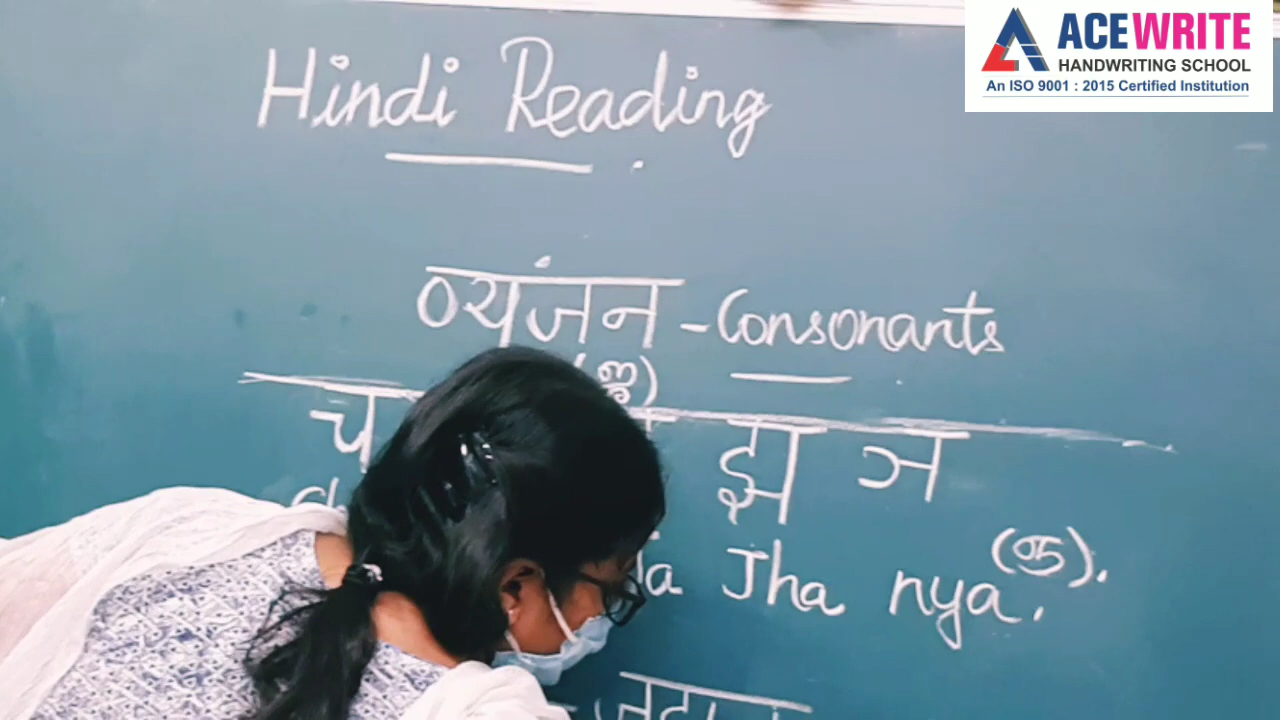 ACEWRITE
HANDWRITING SCHOOL
An ISO 9001 : 2015 Certified Institution
Hindi Reading
व्यंजन - Consonants
च झ ञ
Jha nya.